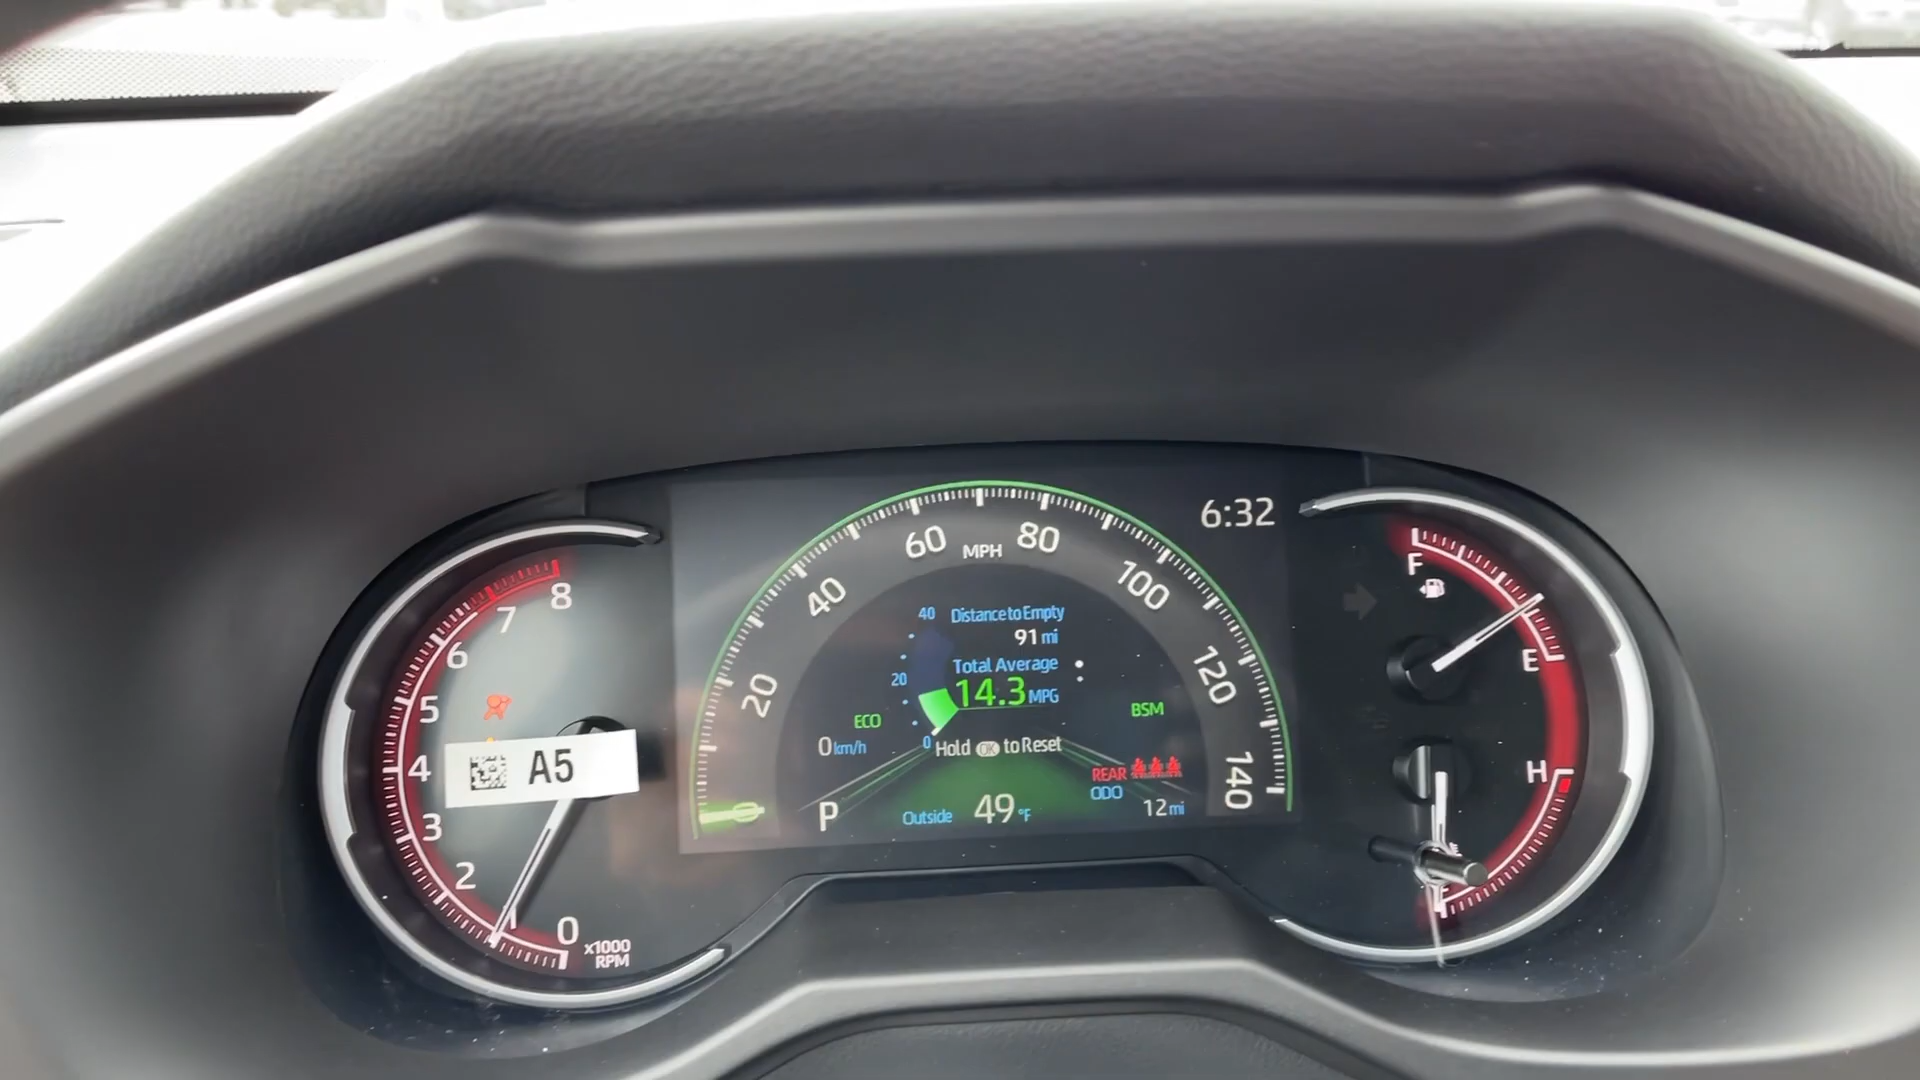 6:32
8
7
6
5
4
3
2
1
0
x1000
RPM
A5
0
20
40
60
MPH
80
100
120
140
40
20
0
Distance to Empty
91 mi
Total Average
14.3 MPG
Hold OK to Reset
ECO
0 km/h
BSM
REAR
ODO
12 mi
P
Outside 49 °F
F
E
H